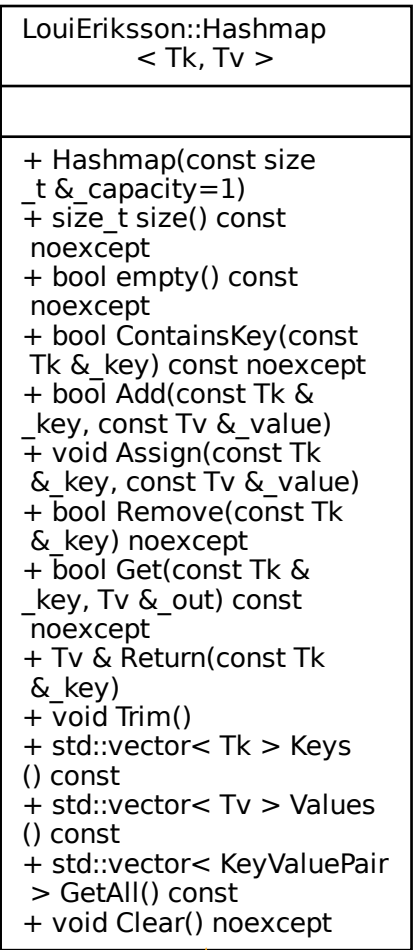 LouiEriksson::Hashmap
< Tk, Tv >
+ Hashmap(const size
_t &_capacity=1)
+ size_t size() const
noexcept
+ bool empty() const
noexcept
+ bool ContainsKey(const
Tk &_key) const noexcept
+ bool Add(const Tk &
_key, const Tv &_value)
+ void Assign(const Tk
&_key, const Tv &_value)
+ bool Remove(const Tk
&_key) noexcept
+ bool Get(const Tk &
_key, Tv &_out) const
noexcept
+ Tv & Return(const Tk
&_key)
+ void Trim()
+ std::vector< Tk > Keys
() const
+ std::vector< Tv > Values
() const
+ std::vector< KeyValuePair
> GetAll() const
+ void Clear() noexcept